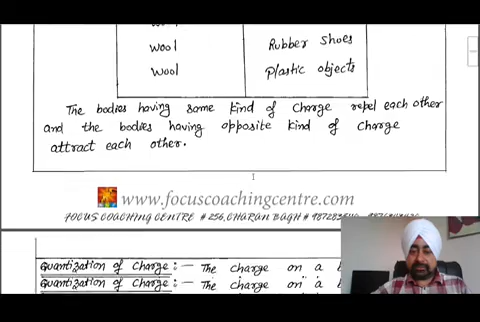 wool Rubber Shoes
wool Plastic objects
The bodies having same kind of charge repel each other
and the bodies having opposite kind of charge
attract each other.
1
www.focuscoachingcentre.com
FOCUS COACHING CENTRE # 256, CHARAN BAGH #
Quantization of charge :- The charge on a
Quantization of charge :- The charge on a